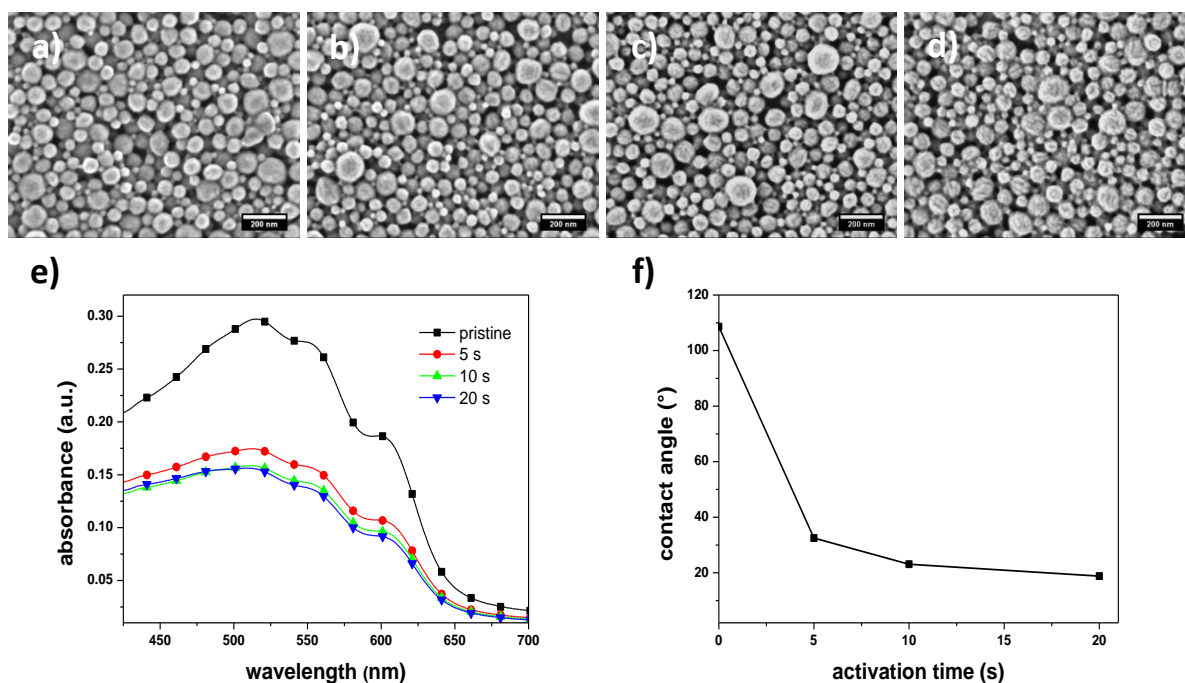 a)
b)
c)
d)
200 nm
200 nm
200 nm
200 nm
e)
f)
0.30
0.25
0.20
0.15
0.10
0.05
absorbance (a.u.)
pristine
5 s
10 s
20 s
450 500 550 600 650 700
wavelength (nm)
120
100
80
60
40
20
contact angle (°)
0 5 10 15 20
activation time (s)